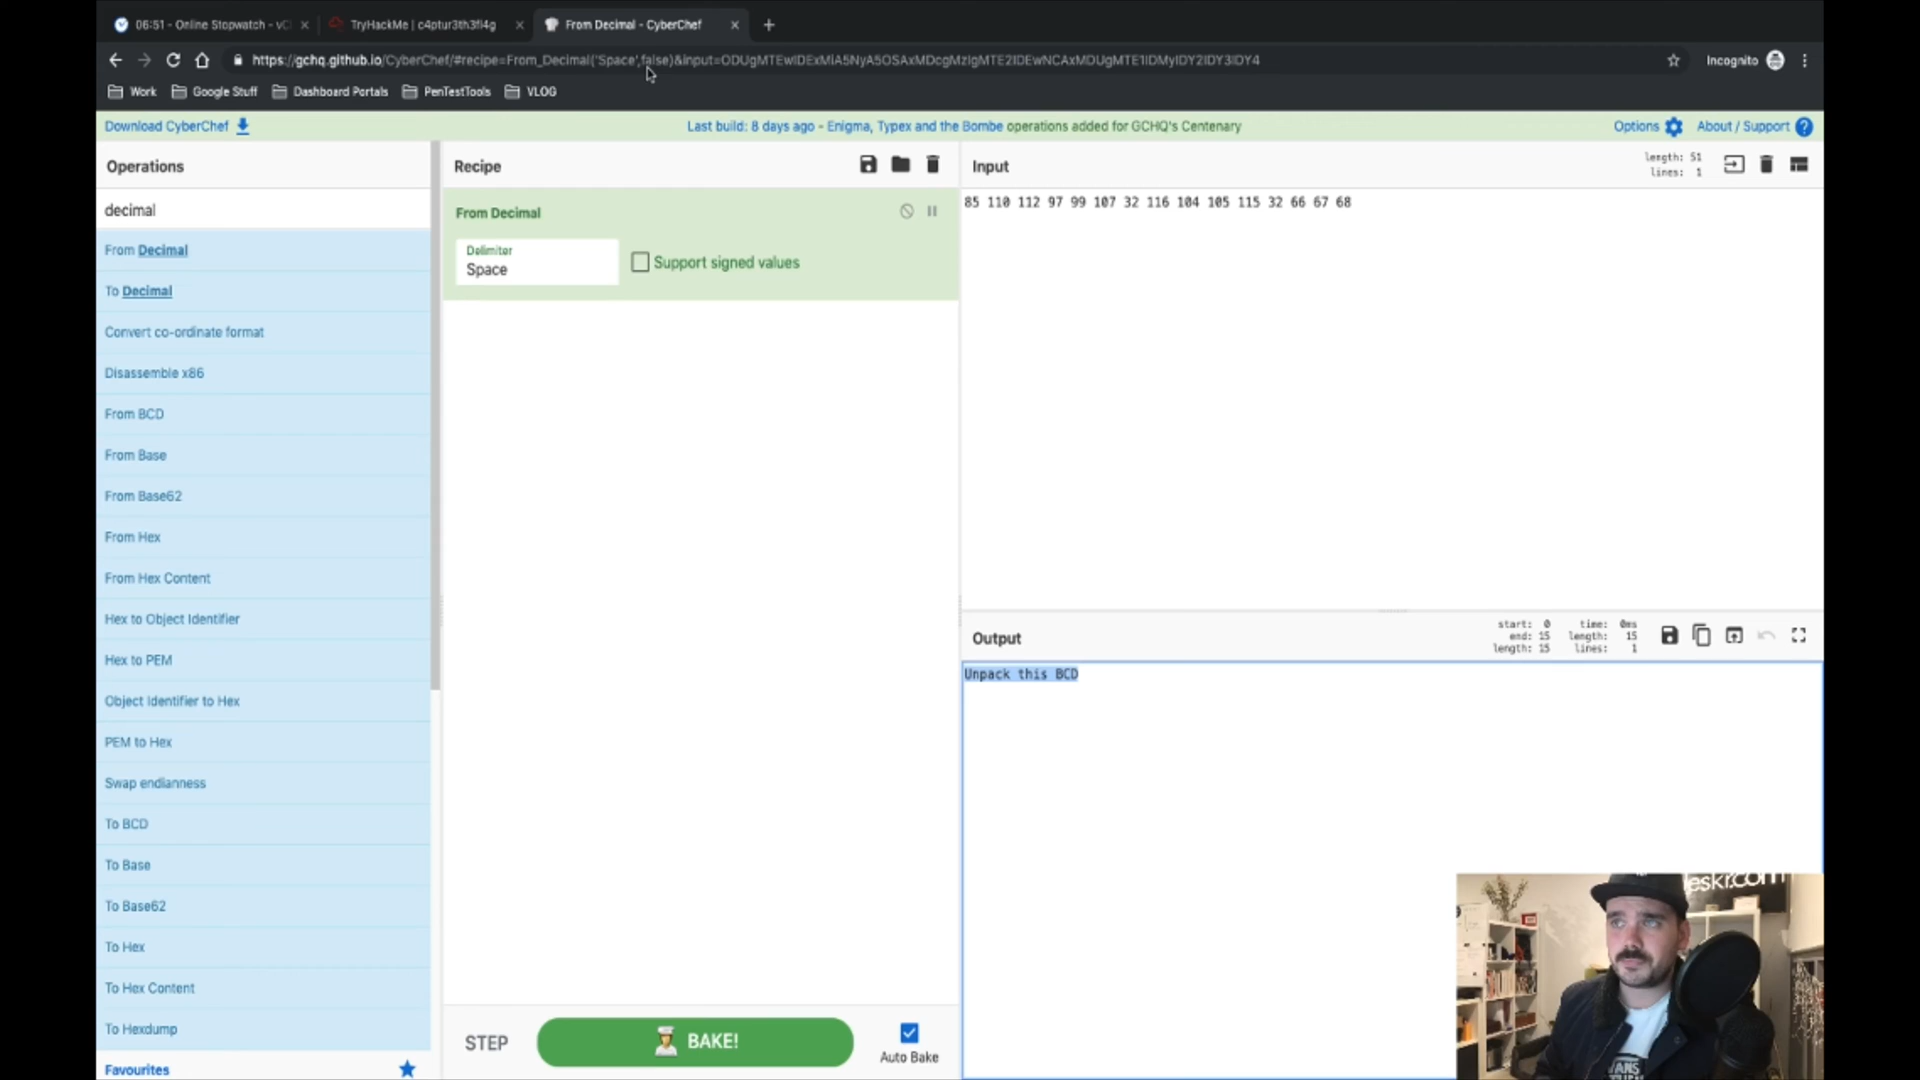 06:51 - Online Stopwatch - vCl
TryHackMe | c4ptur3th3fl4g
From Decimal - CyberChef
https://gchq.github.io/CyberChef/#recipe=From_Decimal('Space',false)&input=ODUgMTEwIDExMiA5NyA5OSAxMDcgMzIgMTE2IDEwNCAxMDUgMTE1IDMyIDY2IDY3IDY4
Incognito
Work
Google Stuff
Dashboard Portals
PenTestTools
VLOG
Download CyberChef
Last build: 8 days ago - Enigma, Typex and the Bombe operations added for GCHQ's Centenary
Options
About / Support
Operations
decimal
From Decimal
To Decimal
Convert co-ordinate format
Disassemble x86
From BCD
From Base
From Base62
From Hex
From Hex Content
Hex to Object Identifier
Hex to PEM
Object Identifier to Hex
PEM to Hex
Swap endianness
To BCD
To Base
To Base62
To Hex
To Hex Content
To Hexdump
Favourites
Recipe
From Decimal
Delimiter
Space
Support signed values
STEP
BAKE!
Auto Bake
Input
length: 51
lines: 1
85 110 112 97 99 107 32 116 104 105 115 32 66 67 68
Output
start: 0
end: 15
length: 15
time: 0ms
length: 15
lines: 1
Unpack this BCD
eskr.com
VANS